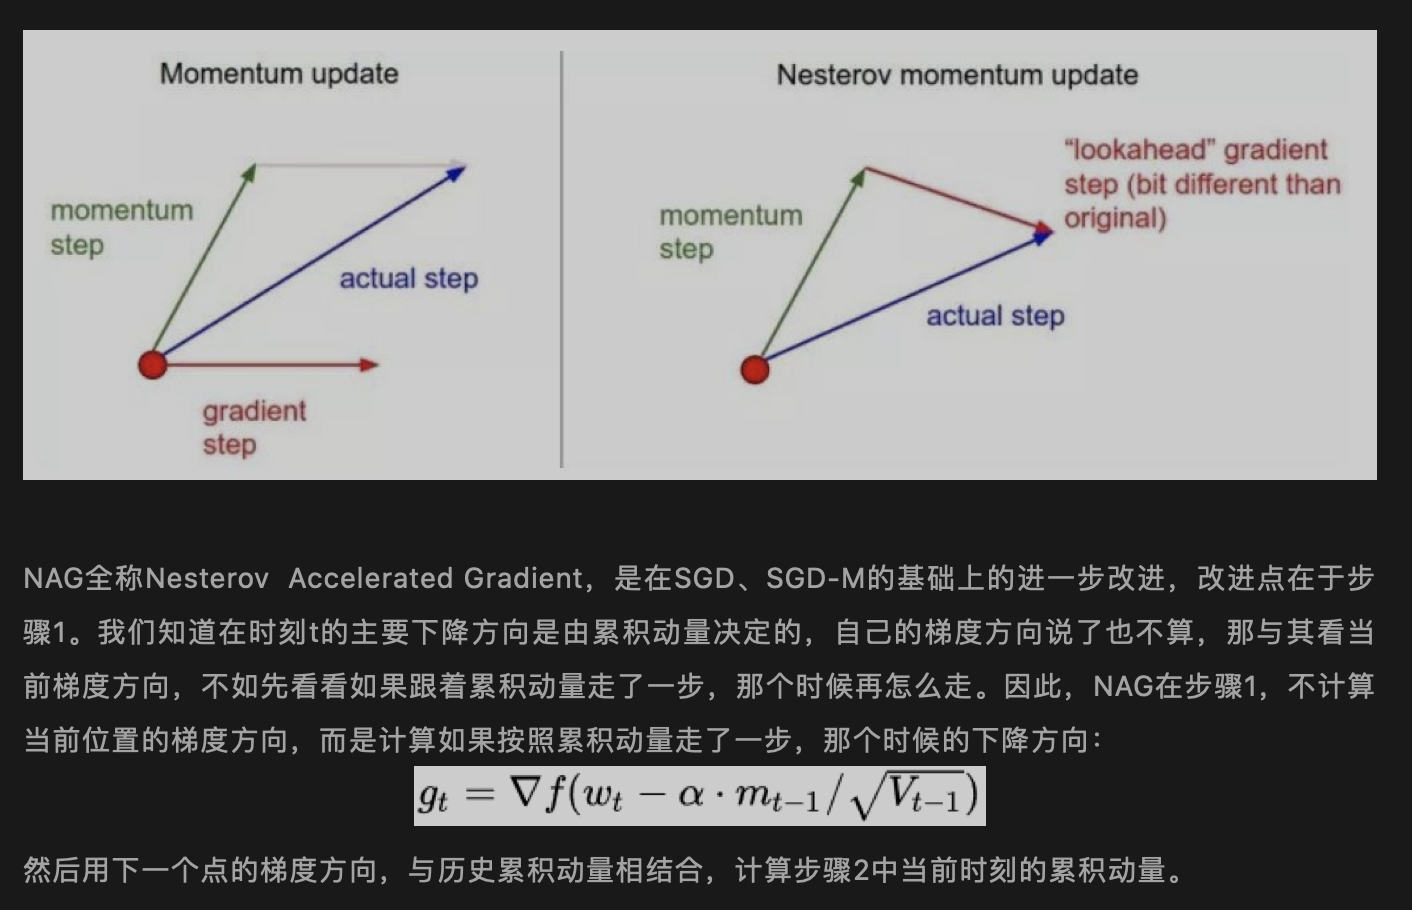 Momentum update
Nesterov momentum update
momentum
step
actual step
gradient
step
momentum
step
"lookahead" gradient
step (bit different than
original)
actual step
NAG全称Nesterov Accelerated Gradient，是在SGD、SGD-M的基础上的进一步改进，改进点在于步
骤1。我们知道在时刻t的主要下降方向是由累积动量决定的，自己的梯度方向说了也不算，那与其看当
前梯度方向，不如先看看如果跟着累积动量走了一步，那个时候再怎么走。因此，NAG在步骤1，不计算
当前位置的梯度方向，而是计算如果按照累积动量走了一步，那个时候的下降方向：
g_t = ∇f(w_t − α · m_{t−1}/√V_{t−1})
然后用下一个点的梯度方向，与历史累积动量相结合，计算步骤2中当前时刻的累积动量。